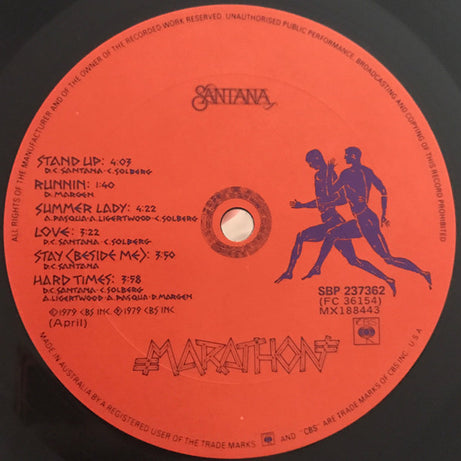 ALL RIGHTS OF THE MANUFACTURER AND OF THE OWNER OF THE RECORDED WORK RESERVED. UNAUTHORISED PUBLIC PERFORMANCE, BROADCASTING AND COPYING OF THIS RECORD PROHIBITED
SANTANA
STAND UP: 4:03
D.C. SANTANA-C. SOLBERG
RUNNIN: 1:40
D. MARGEN
SUMMER LADY: 4:22
A. PASQUA-A. LIGERTWOOD-C. SOLBERG
LOVE: 3:22
D.C. SANTANA-C. SOLBERG
STAY (BESIDE ME): 3:50
D.C. SANTANA
HARD TIMES: 3:58
D.C. SANTANA-C. SOLBERG
A. LIGERTWOOD-A. PASQUA-D. MARGEN
© 1979 CBS INC ℗ 1979 CBS INC
(April)
SBP 237362
(FC 36154)
MX188443
CBS
MARATHON
MADE IN AUSTRALIA BY A REGISTERED USER OF THE TRADE MARKS AND "CBS" ARE TRADE MARKS OF CBS INC. U.S.A